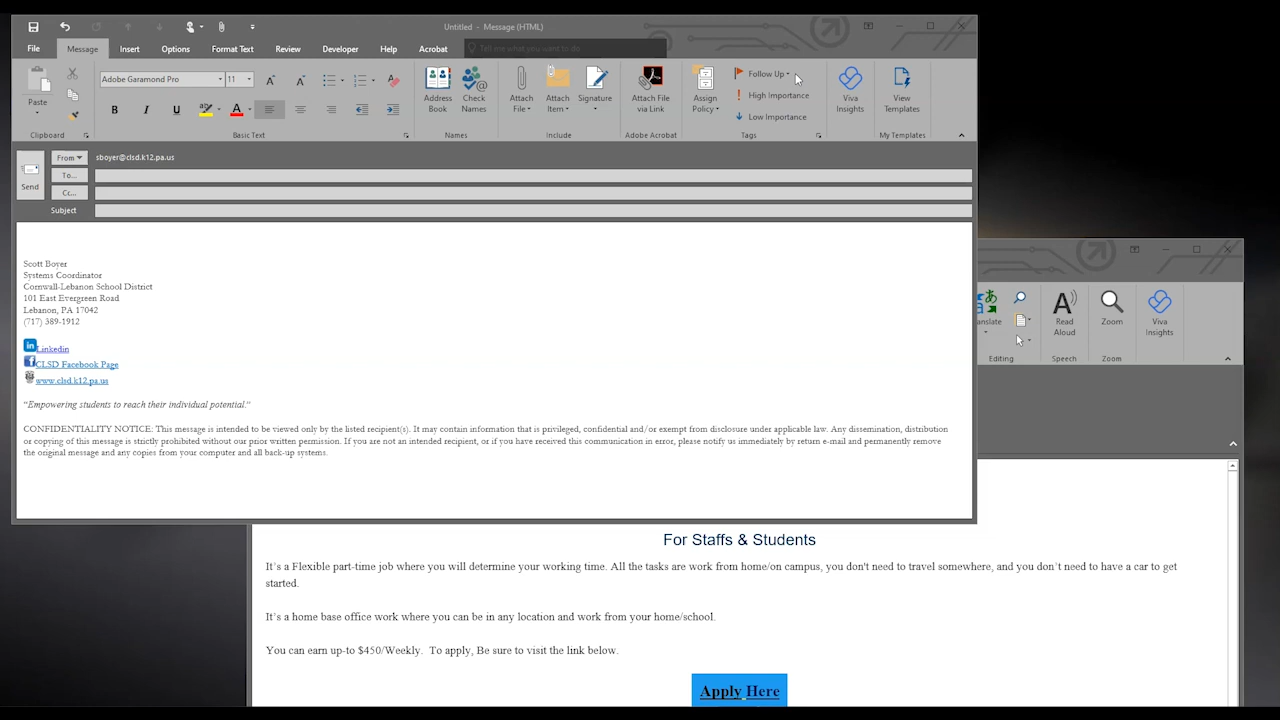 Untitled - Message (HTML)
File Message Insert Options Format Text Review Developer Help Acrobat Tell me what you want to do
Paste
Clipboard
Adobe Garamond Pro 11
B I U A
Basic Text
Address Book
Check Names
Names
Attach File
Attach Item
Signature
Include
Attach File via Link
Adobe Acrobat
Assign Policy
Follow Up
High Importance
Low Importance
Tags
Viva Insights
View Templates
My Templates
Send
From sboyer@clsd.k12.pa.us
To...
Cc...
Subject
Scott Boyer
Systems Coordinator
Cornwall-Lebanon School District
101 East Evergreen Road
Lebanon, PA 17042
(717) 389-1912
in Linkedin
CLSD Facebook Page
www.clsd.k12.pa.us
“Empowering students to reach their individual potential.”
CONFIDENTIALITY NOTICE: This message is intended to be viewed only by the listed recipient(s). It may contain information that is privileged, confidential and/or exempt from disclosure under applicable law. Any dissemination, distribution
or copying of this message is strictly prohibited without our prior written permission. If you are not an intended recipient, or if you have received this communication in error, please notify us immediately by return e-mail and permanently remove
the original message and any copies from your computer and all back-up systems.
nslate
Editing
Read Aloud
Speech
Zoom
Zoom
Viva Insights
For Staffs & Students
It's a Flexible part-time job where you will determine your working time. All the tasks are work from home/on campus, you don't need to travel somewhere, and you don't need to have a car to get
started.
It's a home base office work where you can be in any location and work from your home/school.
You can earn up-to $450/Weekly. To apply, Be sure to visit the link below.
Apply Here